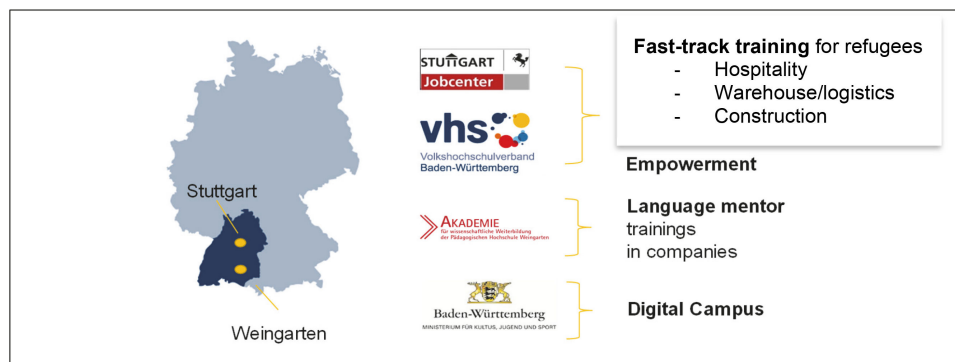 Stuttgart
Weingarten
STUTTGART
Jobcenter
vhs
Volkshochschulverband
Baden-Württemberg
AKADEMIE
für wissenschaftliche Weiterbildung
der Pädagogischen Hochschule Weingarten
Baden-Württemberg
MINISTERIUM FÜR KULTUS, JUGEND UND SPORT
Fast-track training for refugees
- Hospitality
- Warehouse/logistics
- Construction
Empowerment
Language mentor
trainings
in companies
Digital Campus